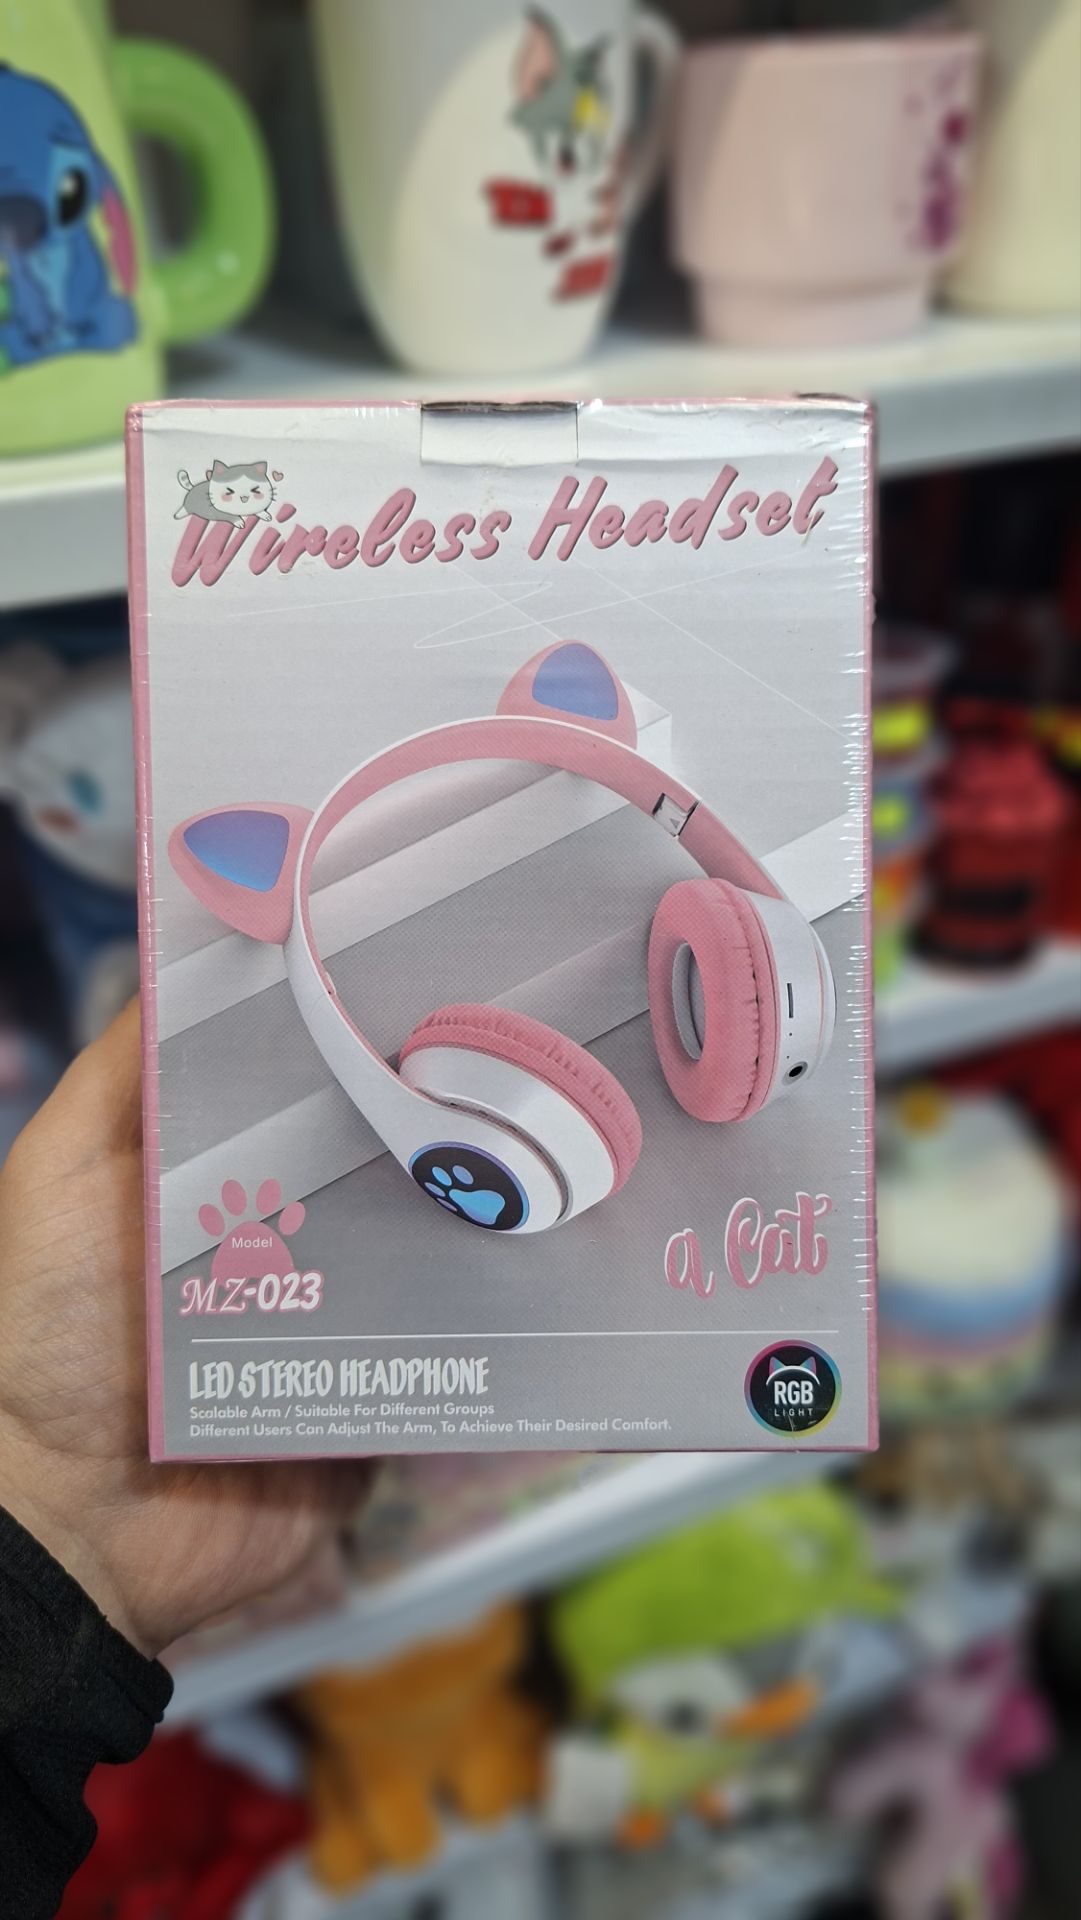 Wireless Headset
Model
MZ-023
a Cat
LED STEREO HEADPHONE
Scalable Arm / Suitable For Different Groups
Different Users Can Adjust The Arm, To Achieve Their Desired Comfort.
RGB
LIGHT